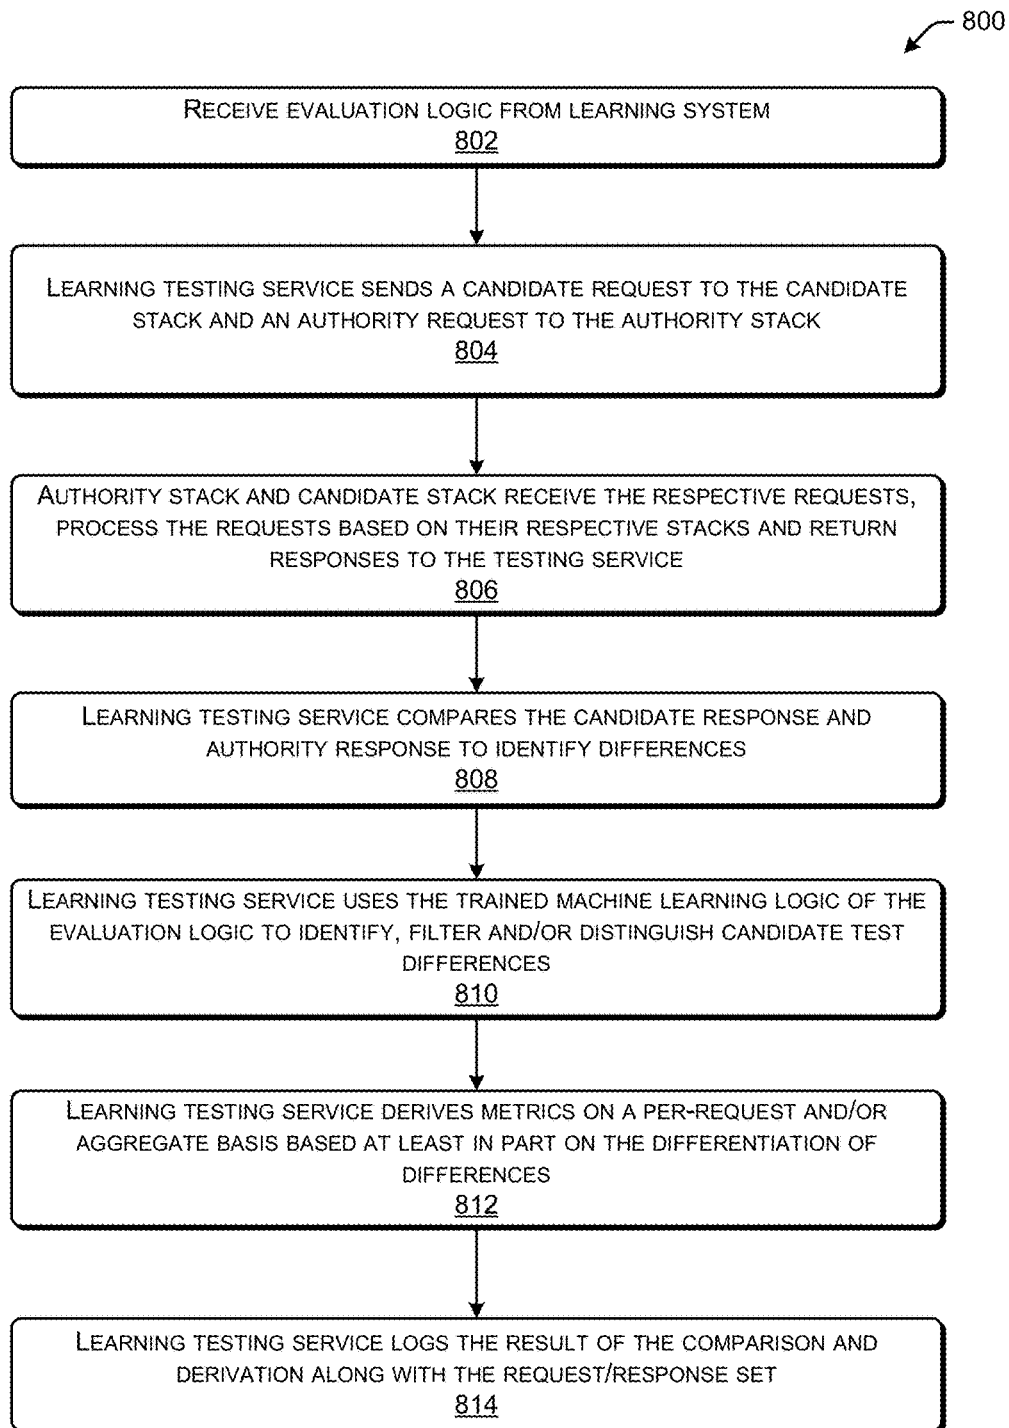 800
RECEIVE EVALUATION LOGIC FROM LEARNING SYSTEM
802
LEARNING TESTING SERVICE SENDS A CANDIDATE REQUEST TO THE CANDIDATE
STACK AND AN AUTHORITY REQUEST TO THE AUTHORITY STACK
804
AUTHORITY STACK AND CANDIDATE STACK RECEIVE THE RESPECTIVE REQUESTS,
PROCESS THE REQUESTS BASED ON THEIR RESPECTIVE STACKS AND RETURN
RESPONSES TO THE TESTING SERVICE
806
LEARNING TESTING SERVICE COMPARES THE CANDIDATE RESPONSE AND
AUTHORITY RESPONSE TO IDENTIFY DIFFERENCES
808
LEARNING TESTING SERVICE USES THE TRAINED MACHINE LEARNING LOGIC OF THE
EVALUATION LOGIC TO IDENTIFY, FILTER AND/OR DISTINGUISH CANDIDATE TEST
DIFFERENCES
810
LEARNING TESTING SERVICE DERIVES METRICS ON A PER-REQUEST AND/OR
AGGREGATE BASIS BASED AT LEAST IN PART ON THE DIFFERENTIATION OF
DIFFERENCES
812
LEARNING TESTING SERVICE LOGS THE RESULT OF THE COMPARISON AND
DERIVATION ALONG WITH THE REQUEST/RESPONSE SET
814